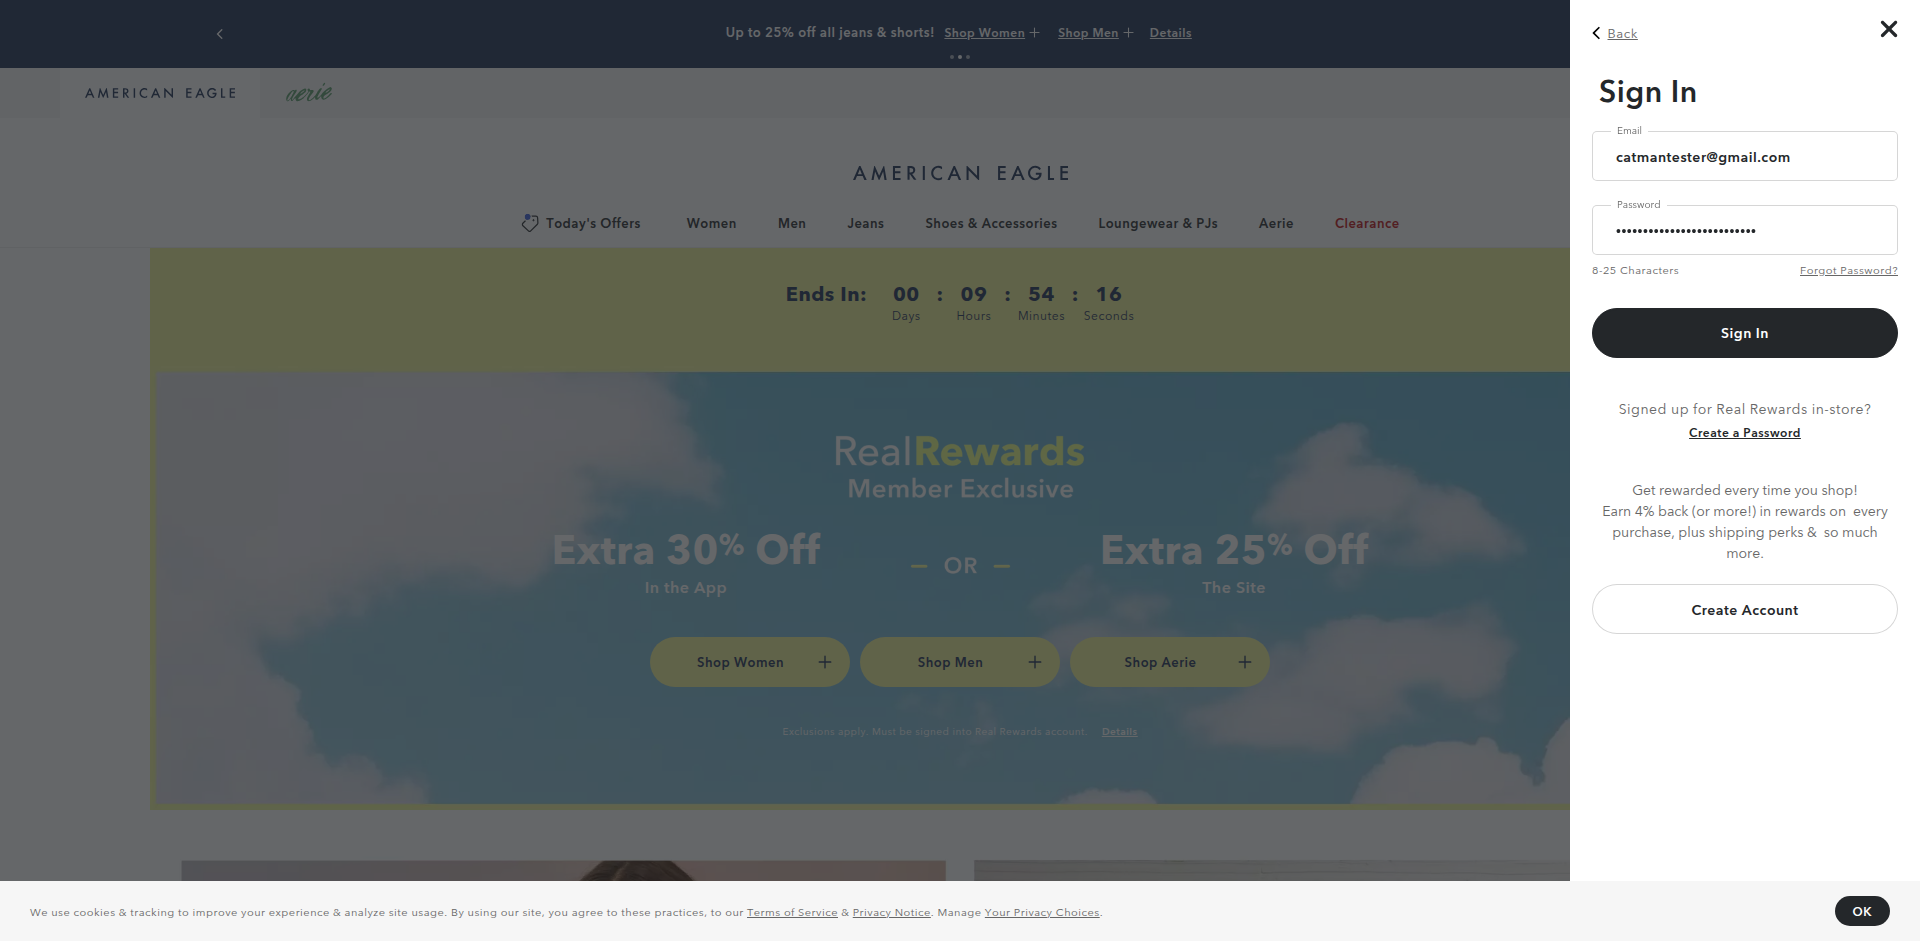 Up to 25% off all jeans & shorts! Shop Women Shop Men Details
AMERICAN EAGLE aerie
AMERICAN EAGLE
Today's Offers Women Men Jeans Shoes & Accessories Loungewear & PJs Aerie Clearance
Ends In: 00 : 09 : 54 : 16
Days Hours Minutes Seconds
RealRewards
Member Exclusive
Extra 30% Off
In the App
OR
Extra 25% Off
The Site
Shop Women + Shop Men + Shop Aerie +
Exclusions apply. Must be signed into Real Rewards account. Details
Back
Sign In
Email
catmantester@gmail.com
Password
••••••••••••••••••••••••••
8-25 Characters Forgot Password?
Sign In
Signed up for Real Rewards in-store?
Create a Password
Get rewarded every time you shop!
Earn 4% back (or more!) in rewards on every
purchase, plus shipping perks & so much
more.
Create Account
We use cookies & tracking to improve your experience & analyze site usage. By using our site, you agree to these practices, to our Terms of Service & Privacy Notice. Manage Your Privacy Choices.
OK